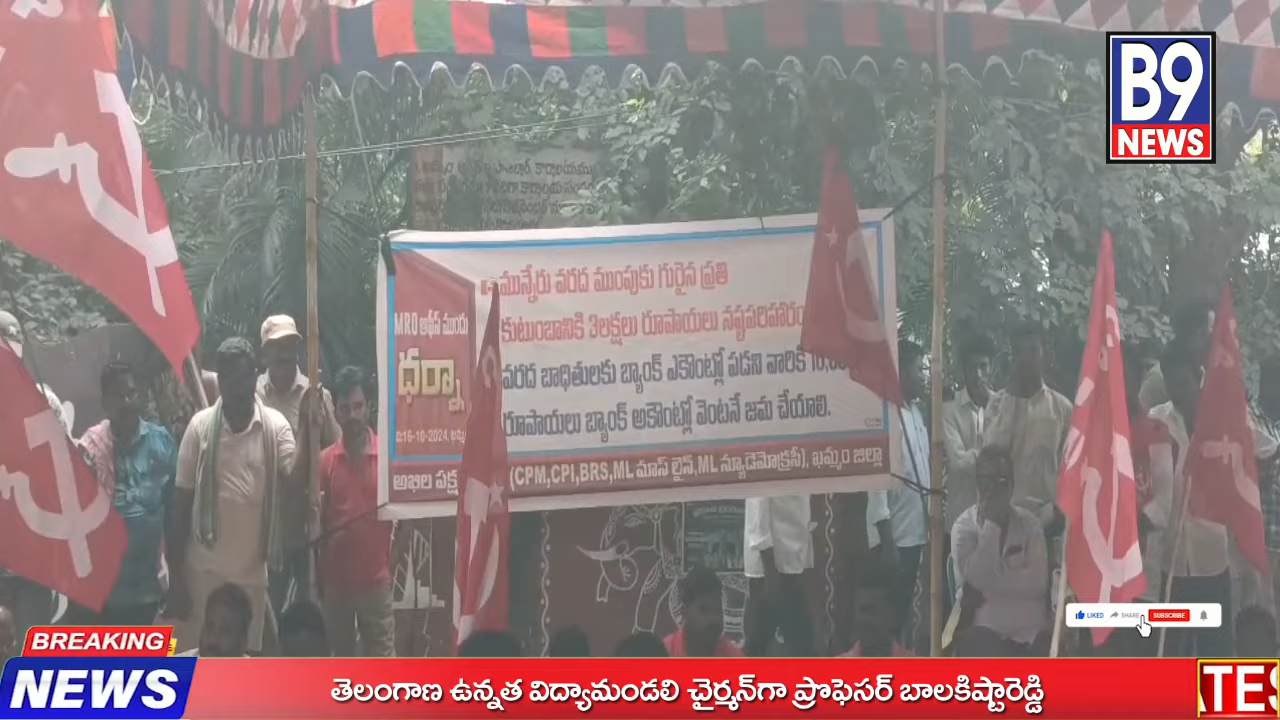 B9
NEWS
మున్నేరు వరద ముంపుకు గురైన ప్రతి
కుటుంబానికి 3లక్షలు రూపాయలు నష్టపరిహారం
వరద బాధితులకు బ్యాంక్ ఎకౌంట్లో పడని వారికి
రూపాయలు బ్యాంక్ అకౌంట్లో వెంటనే జమ చేయాలి.
MRO ఆఫీస్ ముందు
ధర్నా
16-10-2024,
అఖిల పక్ష (CPM,CPI,BRS,ML మాస్ లైన్,ML న్యూడెమోక్రసీ), ఖమ్మం జిల్లా
LIKED SHARE SUBSCRIBE
BREAKING
NEWS
తెలంగాణ ఉన్నత విద్యామండలి చైర్మన్‌గా ప్రొఫెసర్ బాలకిష్టారెడ్డి